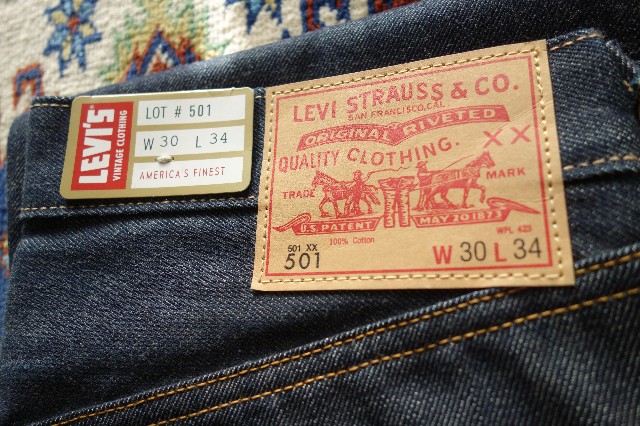 LEVI'S
VINTAGE CLOTHING
LOT # 501
W 30 L 34
AMERICA'S FINEST
LEVI STRAUSS & CO.
SAN FRANCISCO, CAL.
ORIGINAL RIVETED
QUALITY CLOTHING. XX
TRADE MARK
U.S. PATENT MAY 20 1873
100% Cotton WPL 423
501 XX
501 W 30 L 34